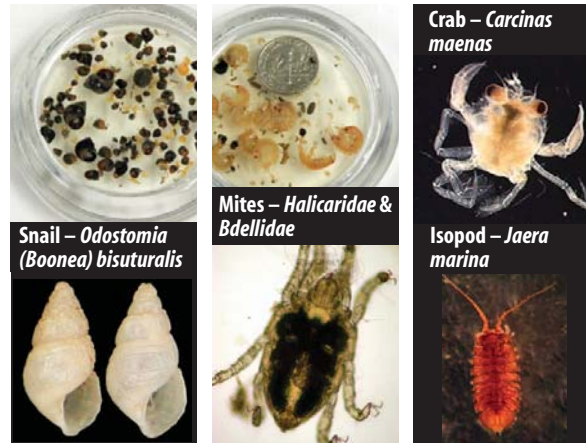 Crab – Carcinas
maenas
Mites – Halicaridae &
Bdellidae
Snail – Odostomia
(Boonea) bisuturalis
Isopod – Jaera
marina